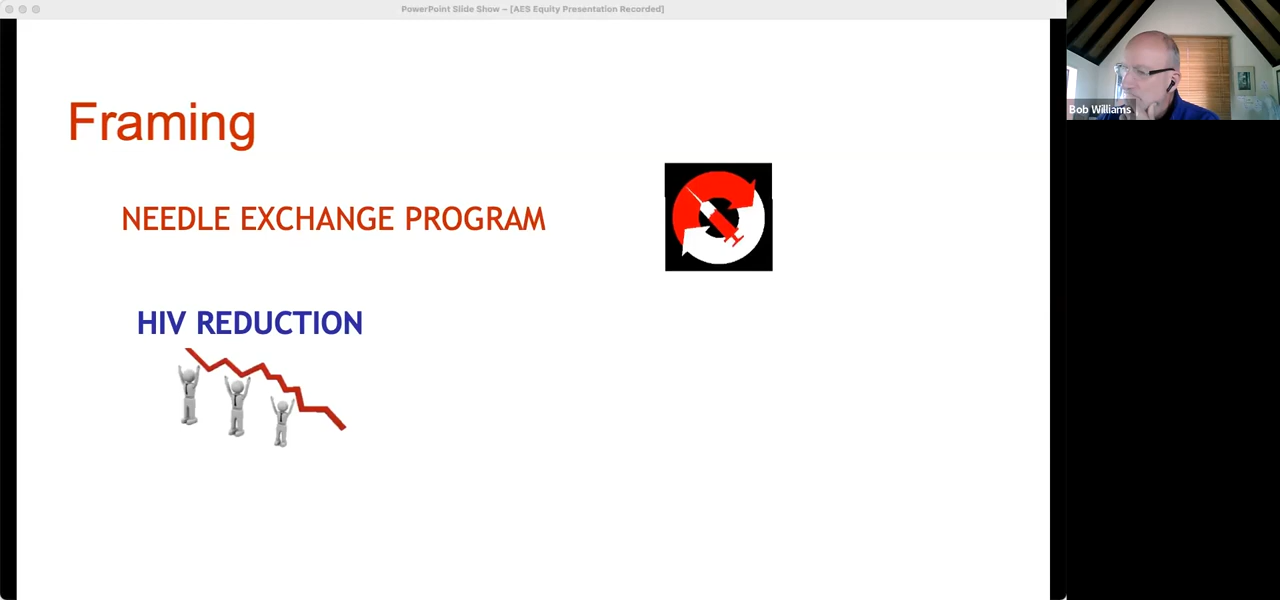 PowerPoint Slide Show – [AES Equity Presentation Recorded]
Framing
NEEDLE EXCHANGE PROGRAM
HIV REDUCTION
Bob Williams